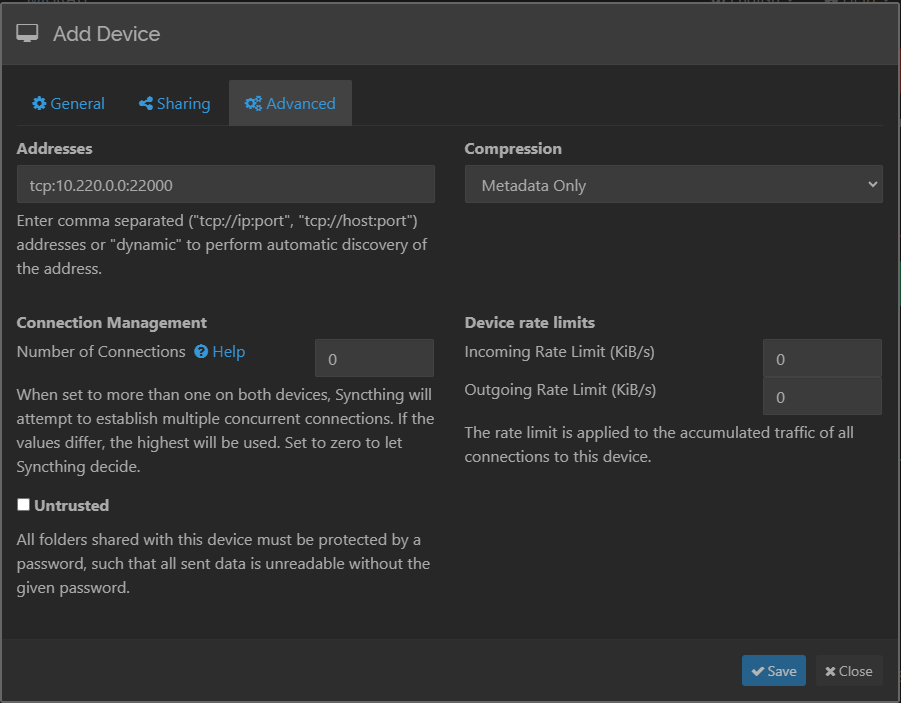 Add Device
General
Sharing
Advanced
Addresses
tcp:10.220.0.0:22000
Enter comma separated ("tcp://ip:port", "tcp://host:port")
addresses or "dynamic" to perform automatic discovery of
the address.
Compression
Metadata Only
Connection Management
Number of Connections Help
0
When set to more than one on both devices, Syncthing will
attempt to establish multiple concurrent connections. If the
values differ, the highest will be used. Set to zero to let
Syncthing decide.
Device rate limits
Incoming Rate Limit (KiB/s)
0
Outgoing Rate Limit (KiB/s)
0
The rate limit is applied to the accumulated traffic of all
connections to this device.
Untrusted
All folders shared with this device must be protected by a
password, such that all sent data is unreadable without the
given password.
Save
Close